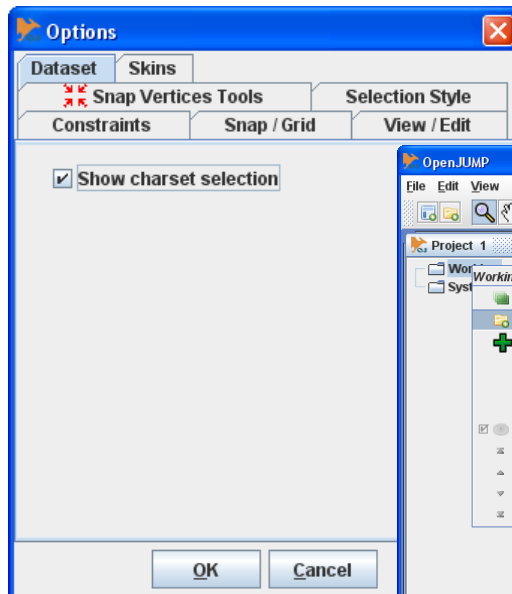 Options
Dataset Skins
Snap Vertices Tools Selection Style
Constraints Snap / Grid View / Edit
Show charset selection
OpenJUMP
File Edit View
Project 1
Working
Syst
OK Cancel